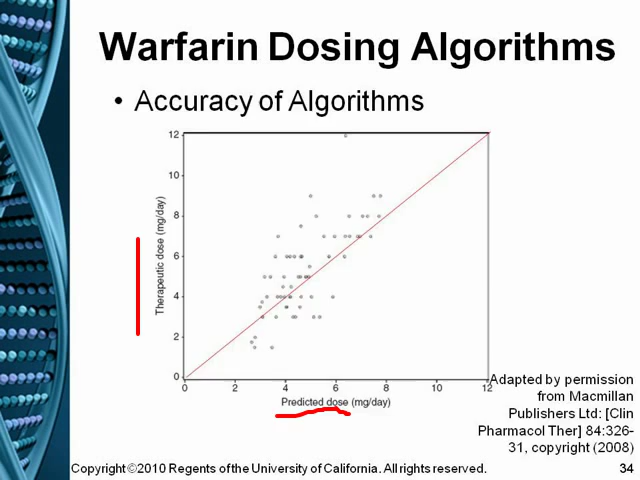 Warfarin Dosing Algorithms
• Accuracy of Algorithms
12
10
8
6
4
2
0
Therapeutic dose (mg/day)
0 2 4 6 8 10 12
Predicted dose (mg/day)
Adapted by permission
from Macmillan
Publishers Ltd: [Clin
Pharmacol Ther] 84:326-
31, copyright (2008)
Copyright ©2010 Regents of the University of California. All rights reserved.
34